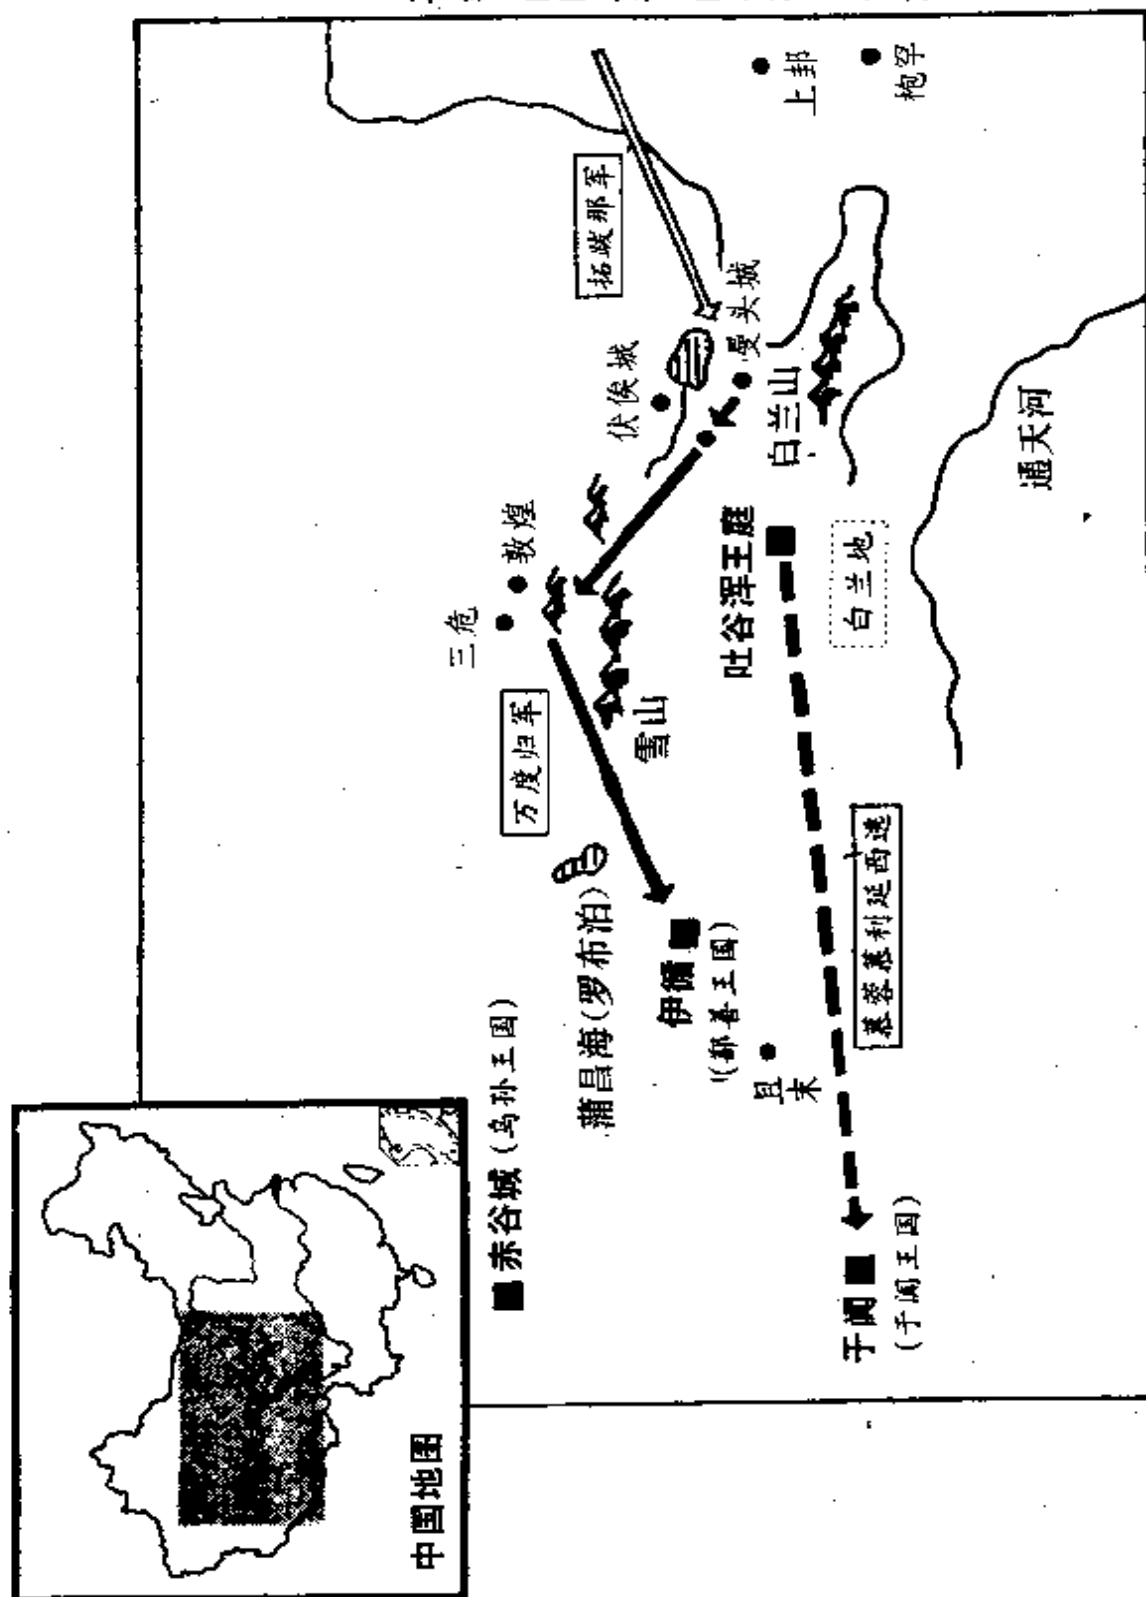 中国地图
赤谷城(乌孙王国)
蒲昌海(罗布泊)
伊循
(鄯善王国)
且末
于阗
(于阗王国)
万度归军
三危
敦煌
雪山
慕容慕利延西逃
吐谷浑王庭
白兰地
伏俟城
曼头城
白兰山
通天河
拓跋那军
上邽
枹罕